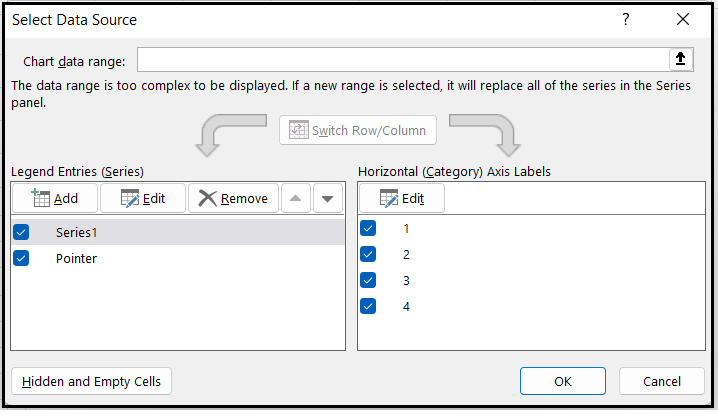 Select Data Source
?
Chart data range:
The data range is too complex to be displayed. If a new range is selected, it will replace all of the series in the Series
panel.
Switch Row/Column
Legend Entries (Series)
Horizontal (Category) Axis Labels
Add Edit Remove
Edit
Series1
Pointer
1
2
3
4
Hidden and Empty Cells
OK
Cancel